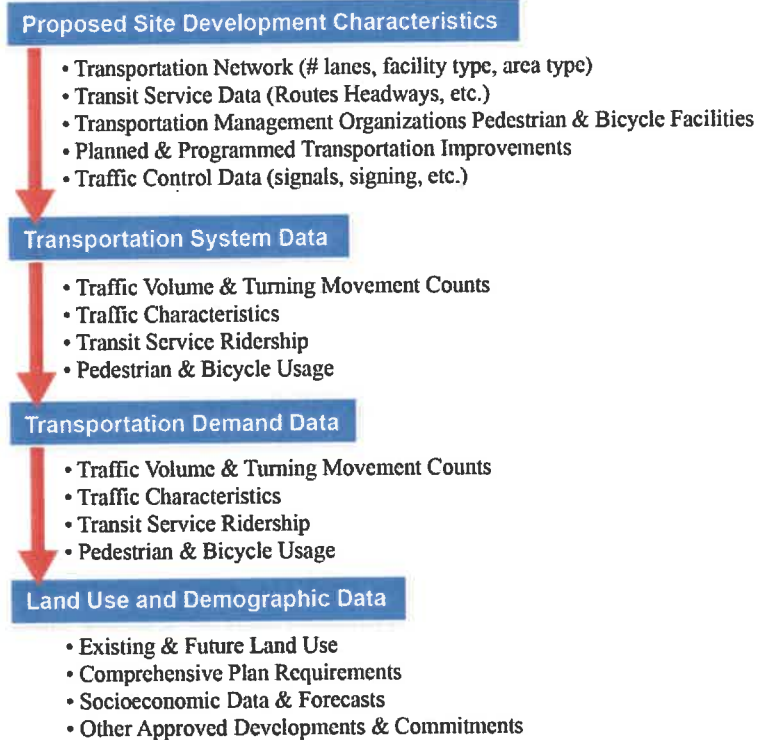 Proposed Site Development Characteristics
• Transportation Network (# lanes, facility type, area type)
• Transit Service Data (Routes Headways, etc.)
• Transportation Management Organizations Pedestrian & Bicycle Facilities
• Planned & Programmed Transportation Improvements
• Traffic Control Data (signals, signing, etc.)
Transportation System Data
• Traffic Volume & Turning Movement Counts
• Traffic Characteristics
• Transit Service Ridership
• Pedestrian & Bicycle Usage
Transportation Demand Data
• Traffic Volume & Turning Movement Counts
• Traffic Characteristics
• Transit Service Ridership
• Pedestrian & Bicycle Usage
Land Use and Demographic Data
• Existing & Future Land Use
• Comprehensive Plan Requirements
• Socioeconomic Data & Forecasts
• Other Approved Developments & Commitments